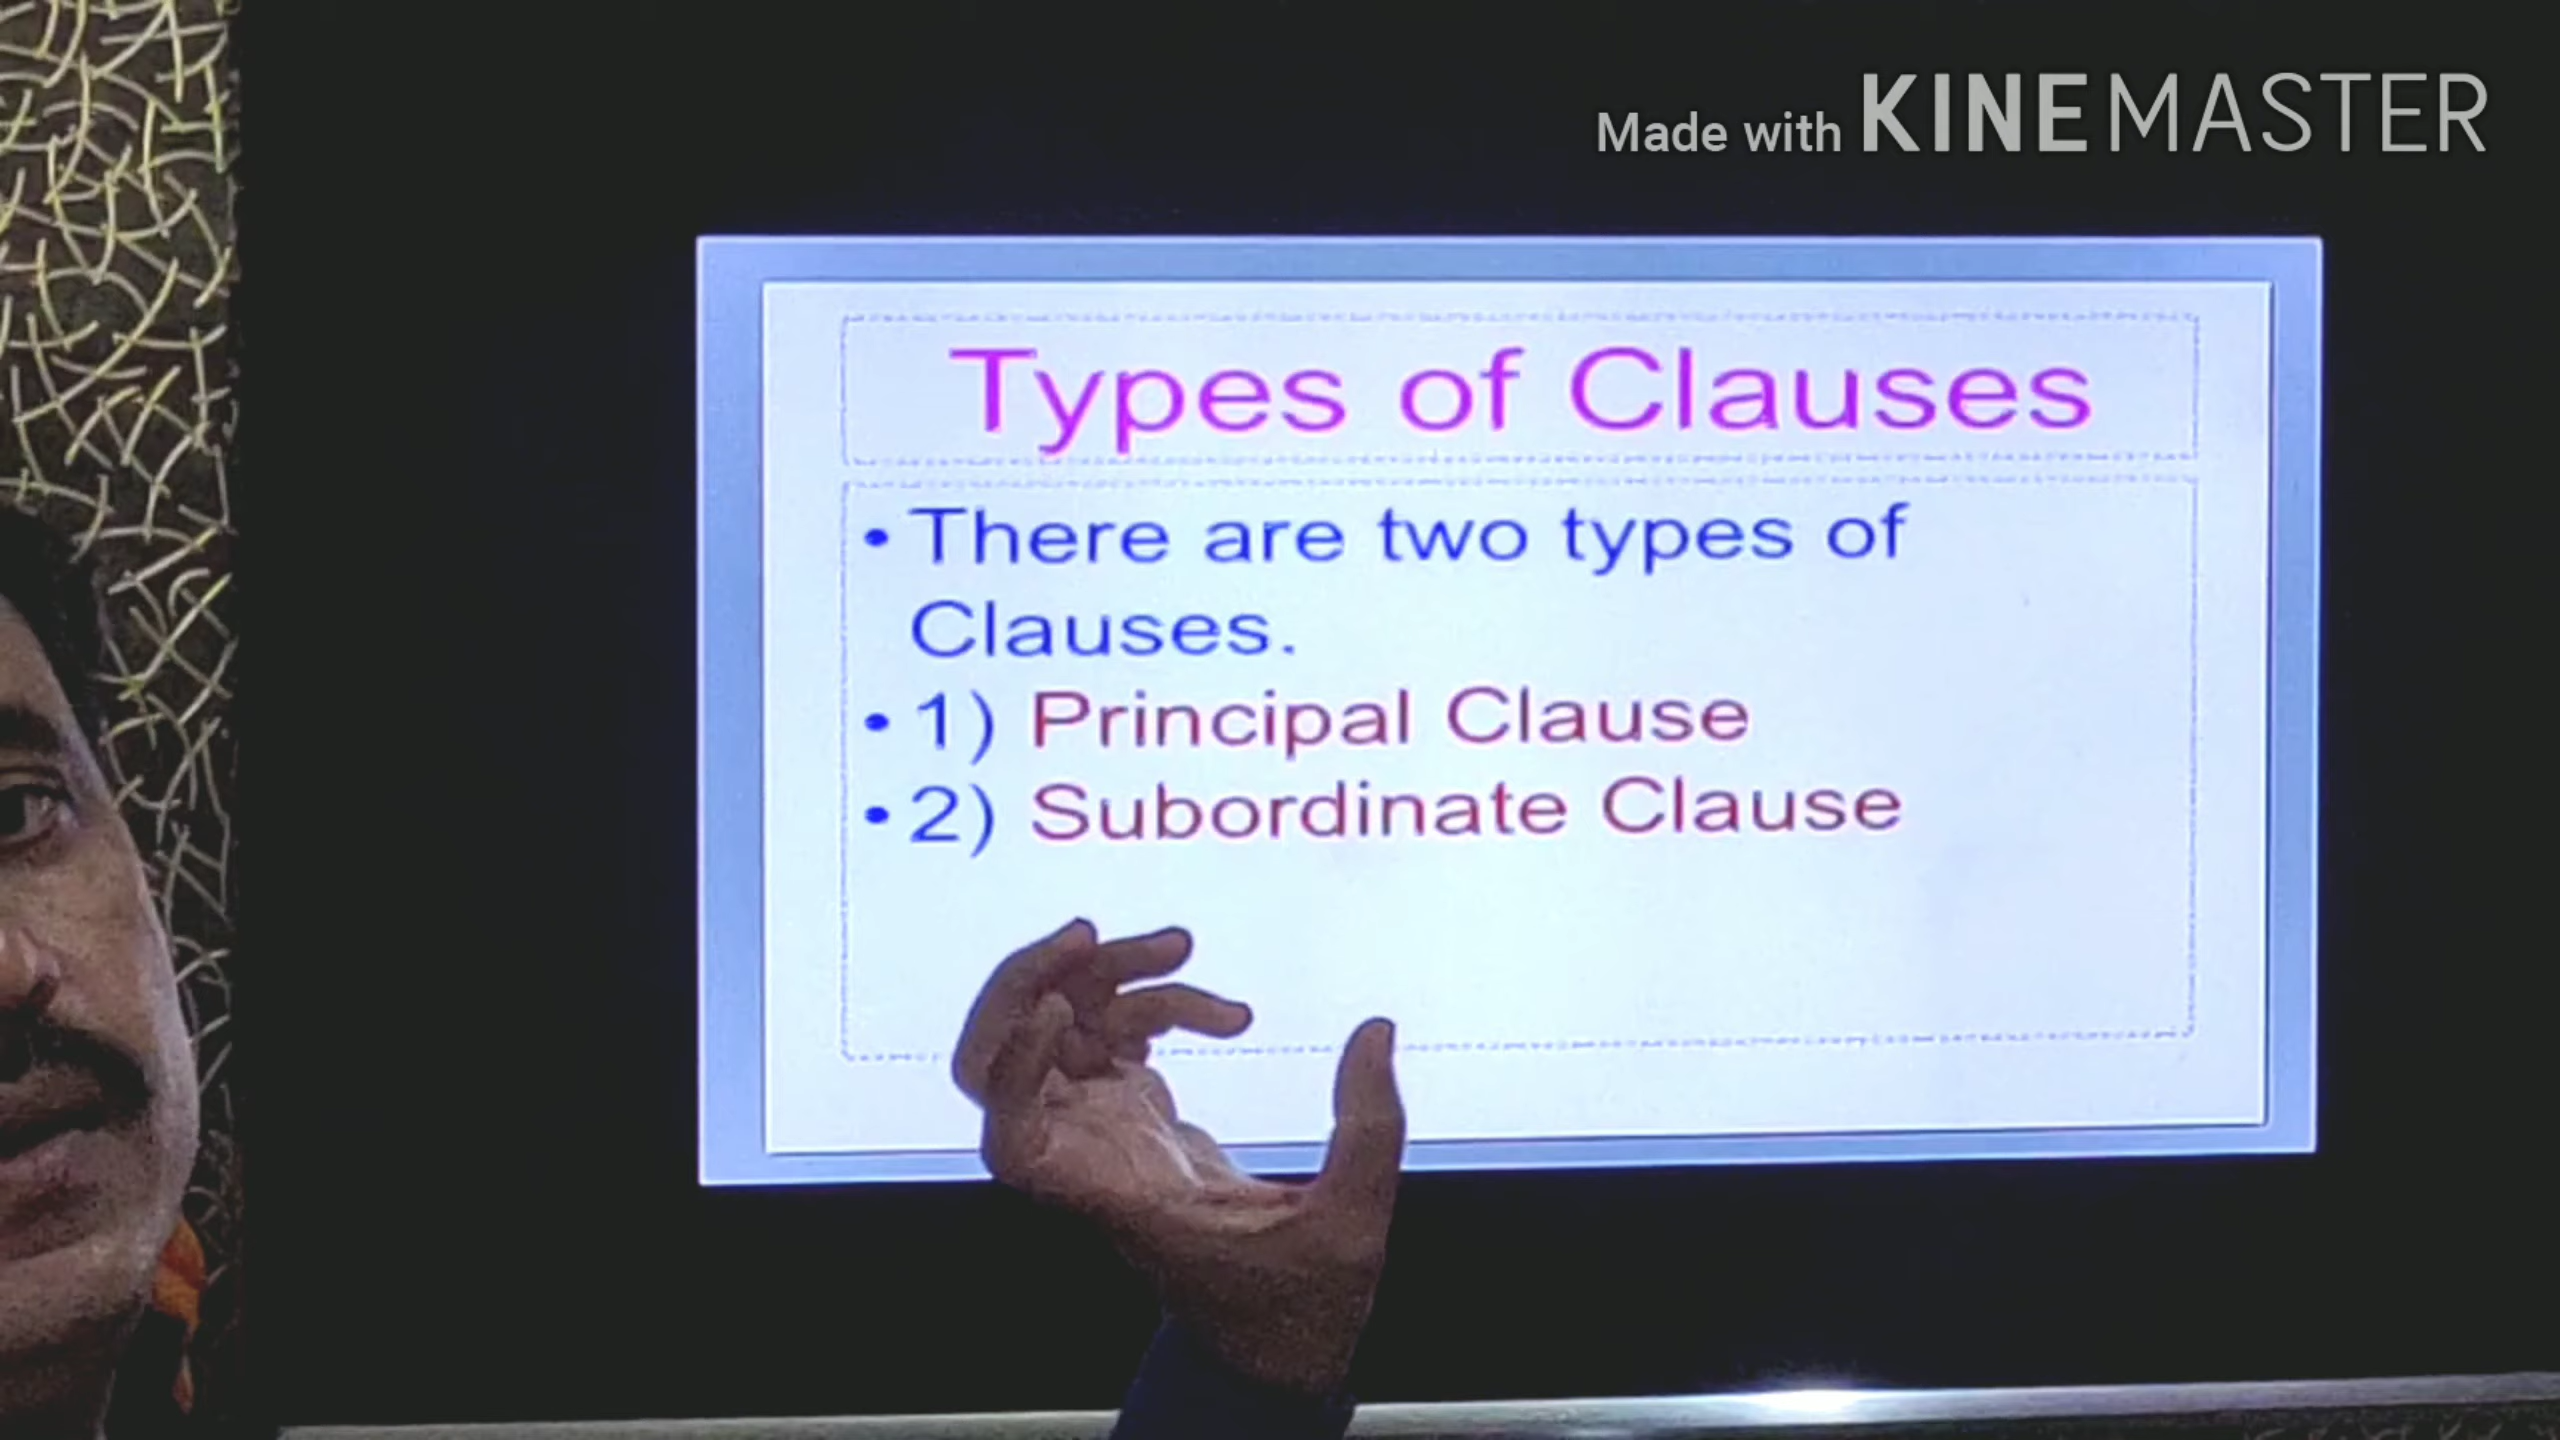 Made with KINEMASTER
Types of Clauses
• There are two types of
Clauses.
• 1) Principal Clause
• 2) Subordinate Clause